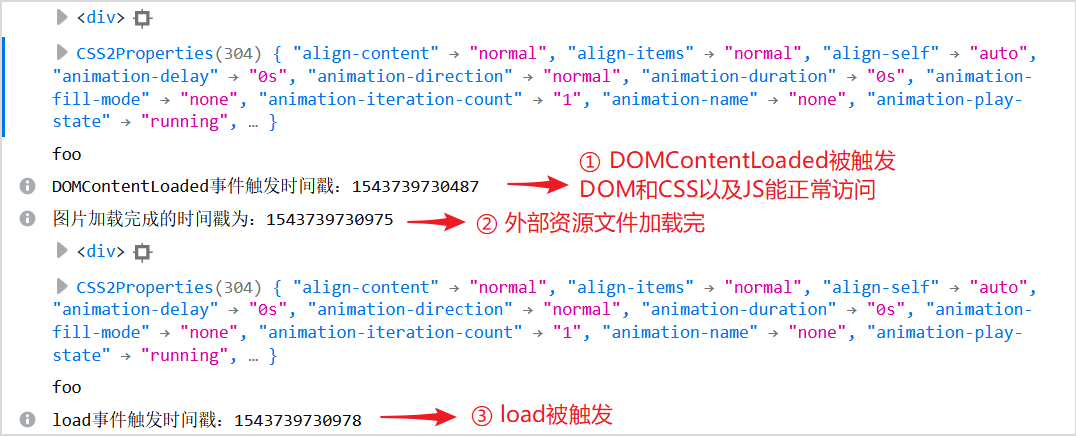 <div>
CSS2Properties(304) { "align-content" → "normal", "align-items" → "normal", "align-self" → "auto",
"animation-delay" → "0s", "animation-direction" → "normal", "animation-duration" → "0s", "animation-
fill-mode" → "none", "animation-iteration-count" → "1", "animation-name" → "none", "animation-play-
state" → "running", … }
foo
① DOMContentLoaded被触发
DOMContentLoaded事件触发时间戳：1543739730487
DOM和CSS以及JS能正常访问
图片加载完成的时间戳为：1543739730975
② 外部资源文件加载完
<div>
CSS2Properties(304) { "align-content" → "normal", "align-items" → "normal", "align-self" → "auto",
"animation-delay" → "0s", "animation-direction" → "normal", "animation-duration" → "0s", "animation-
fill-mode" → "none", "animation-iteration-count" → "1", "animation-name" → "none", "animation-play-
state" → "running", … }
foo
load事件触发时间戳：1543739730978
③ load被触发